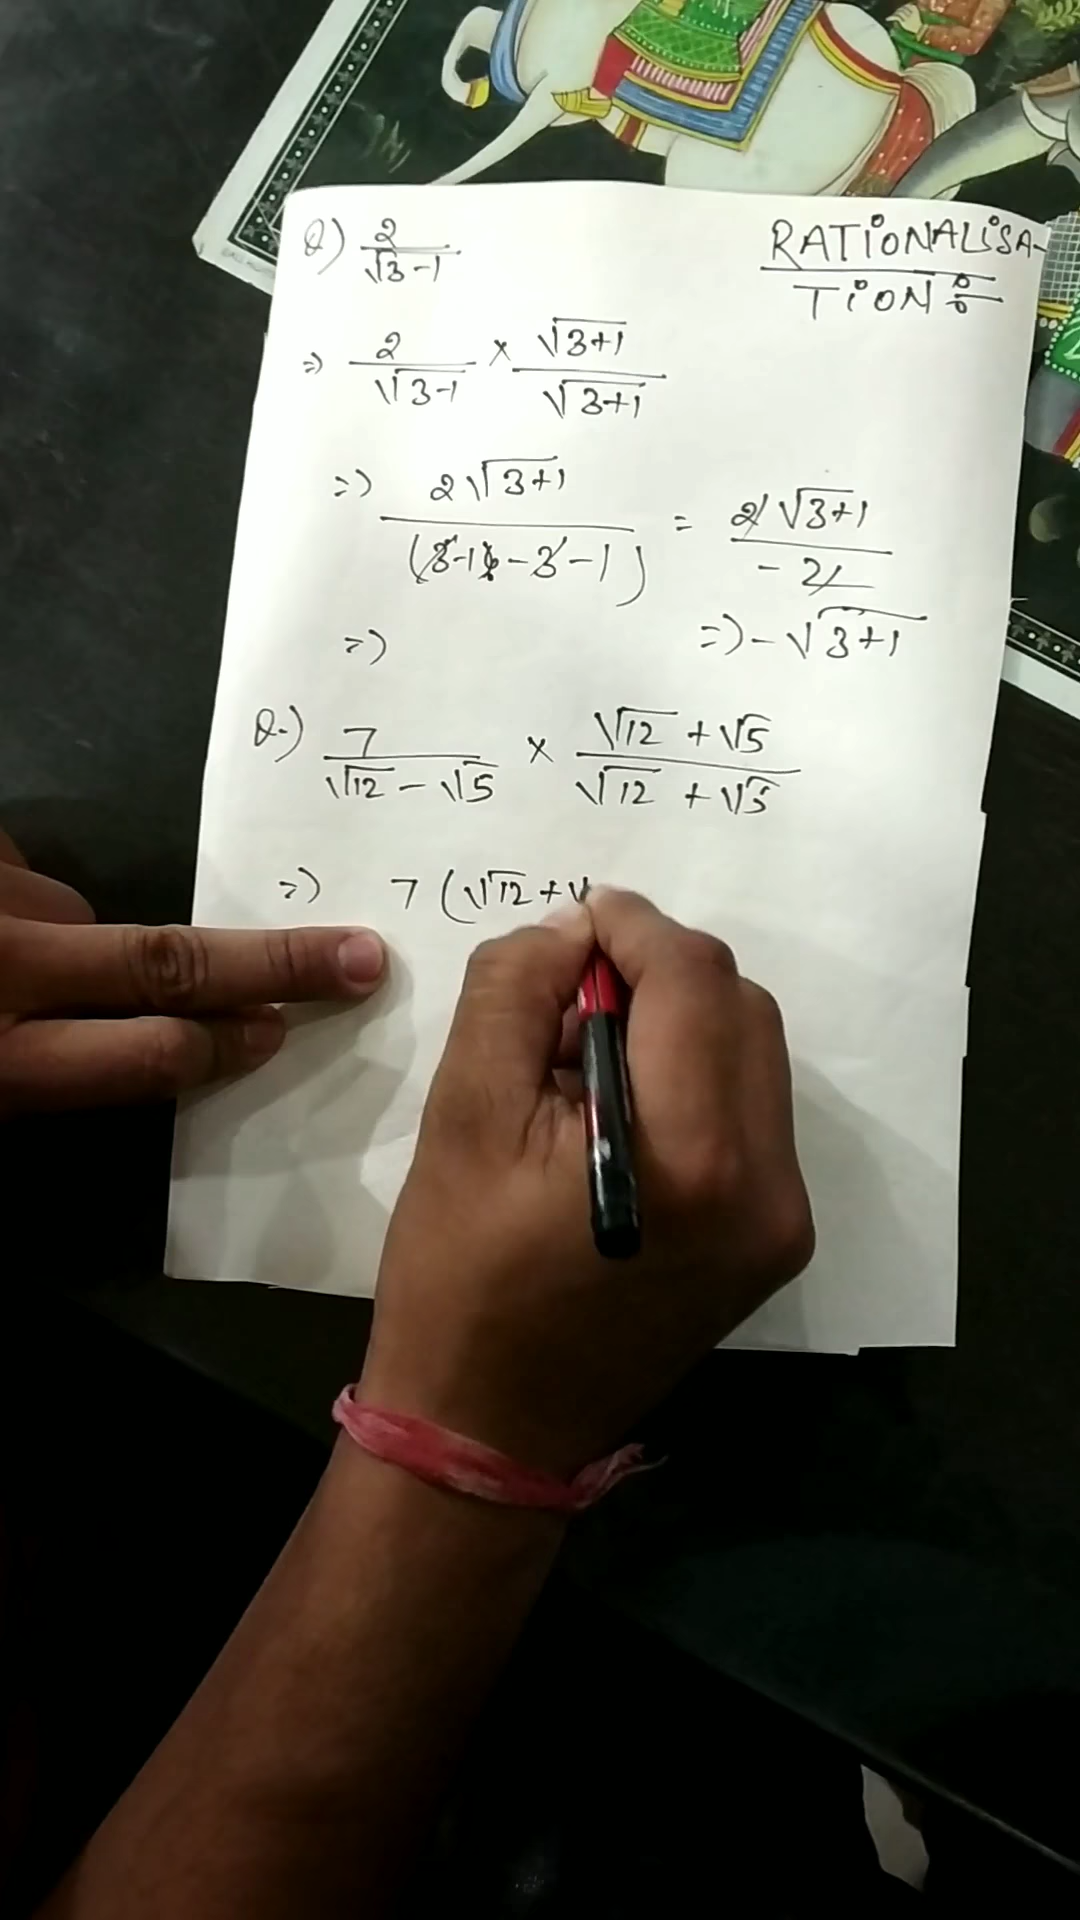 Q) 2/√3-1
RATiONALiSA-
TiON÷
=) 2/√3-1 × √3+1/√3+1
=) 2√3+1/(3-1-3-1) = 2√3+1/-2
=) =) -√3+1
Q.) 7/√12-√5 × √12+√5/√12+√5
=) 7(√12+√